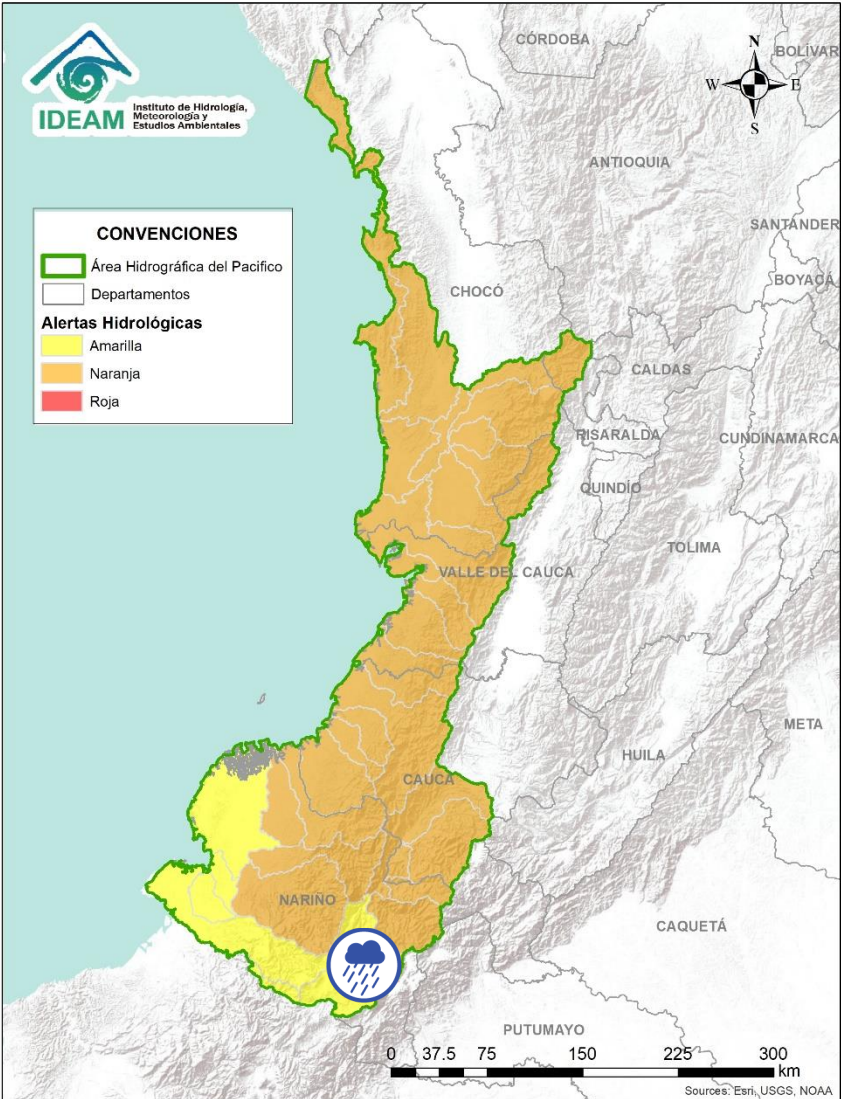 IDEAM
Instituto de Hidrología,
Meteorología y
Estudios Ambientales
N
W E
S
CÓRDOBA
BOLÍVAR
ANTIOQUIA
SANTANDER
BOYACÁ
CHOCÓ
CONVENCIONES
Área Hidrográfica del Pacifico
Departamentos
Alertas Hidrológicas
Amarilla
Naranja
Roja
CALDAS
RISARALDA
CUNDINAMARCA
QUINDÍO
TOLIMA
VALLE DEL CAUCA
META
HUILA
CAUCA
NARIÑO
CAQUETÁ
PUTUMAYO
0 37.5 75 150 225 300
km
Sources: Esri, USGS, NOAA